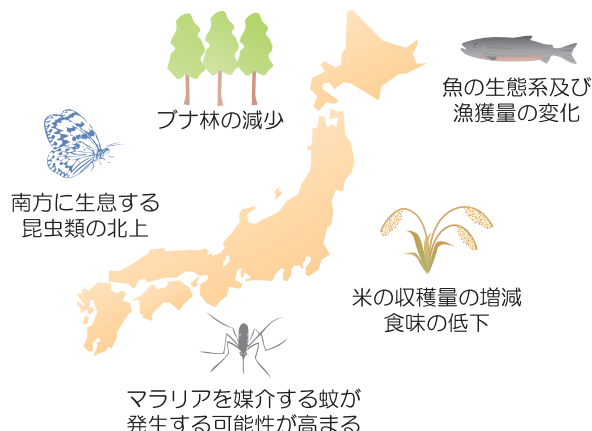 ブナ林の減少
魚の生態系及び
漁獲量の変化
南方に生息する
昆虫類の北上
米の収穫量の増減
食味の低下
マラリアを媒介する蚊が
発生する可能性が高まる